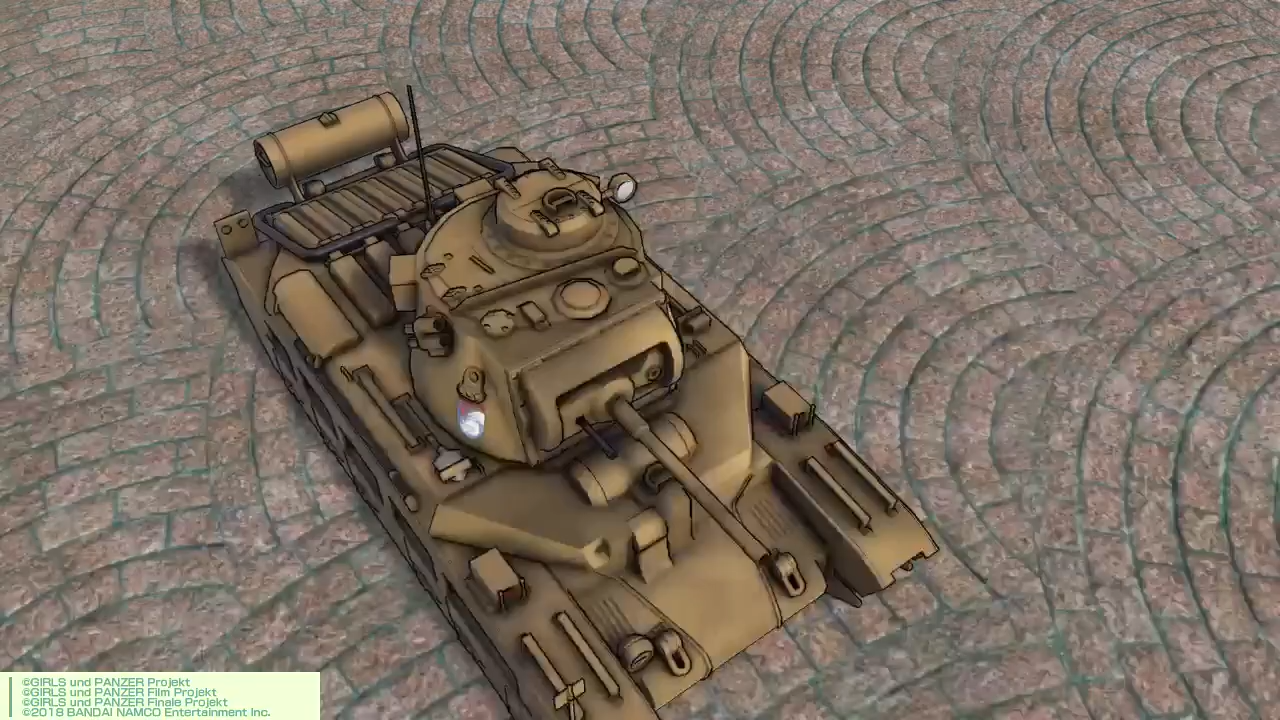 ©GIRLS und PANZER Projekt
©GIRLS und PANZER Film Projekt
©GIRLS und PANZER Finale Projekt
©2018 BANDAI NAMCO Entertainment Inc.